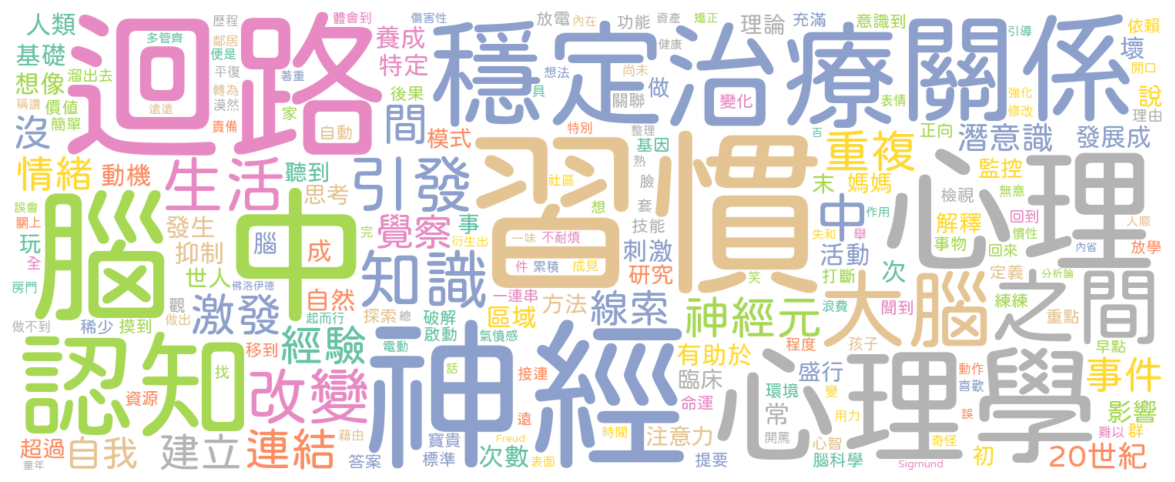 人類
歷程
多管齊
體會到
傷害性
放電
內在
功能
資產
矯正
理論
充滿
意識到
引導
依賴
基礎
鄰居
便是
養成
迴路
穩定
治療
關係
健康
壞
開口
想像
溜出去
平復
著重
特定
想法
尚未
做
表情
強化
說
稱讚
價值
轉為
遠遠
後果
具
關聯
變化
修改
理由
沒
簡單
漠然
家
間
責備
自動
模式
特別
整理
基因
重複
正向
潛意識
發展成
情緒
動機
生活
聽到
思考
引發
習慣
社區
熟
臉
末
媽媽
監控
無意
心理
誤會
關上
發生
想
套
技能
中
作用
檢視
解釋
回到
人際
玩
抑制
腦
腦中
成
覺察
事
完
衍生出
一味
不耐煩
刺激
失和
舉
活動
事物
慣性
放學
全
世人
佛洛伊德
知識
件
累積
成見
研究
次
打斷
回來
內省
房門
觀
激發
自然
一連串
笑
方法
線索
大腦
定義
分析論
之間
做不到
做出
起而行
探索
總
破解
區域
神經元
浪費
聞到
練練
重點
稀少
摸到
移到
經驗
電動
啟動
氣憤感
有助於
程度
孩子
早點
認知
找
改變
話
接連
神經
臨床
盛行
環境
動作
心理學
事件
資源
命運
變
喜歡
影響
超過
自我
建立
連結
藉由
寶貴
Freud
遠
時間
注意力
常
用力
誤
難以
群
童年
答案
標準
次數
表面
提要
開罵
心智
腦科學
奇怪
Sigmund
初
20世紀
百